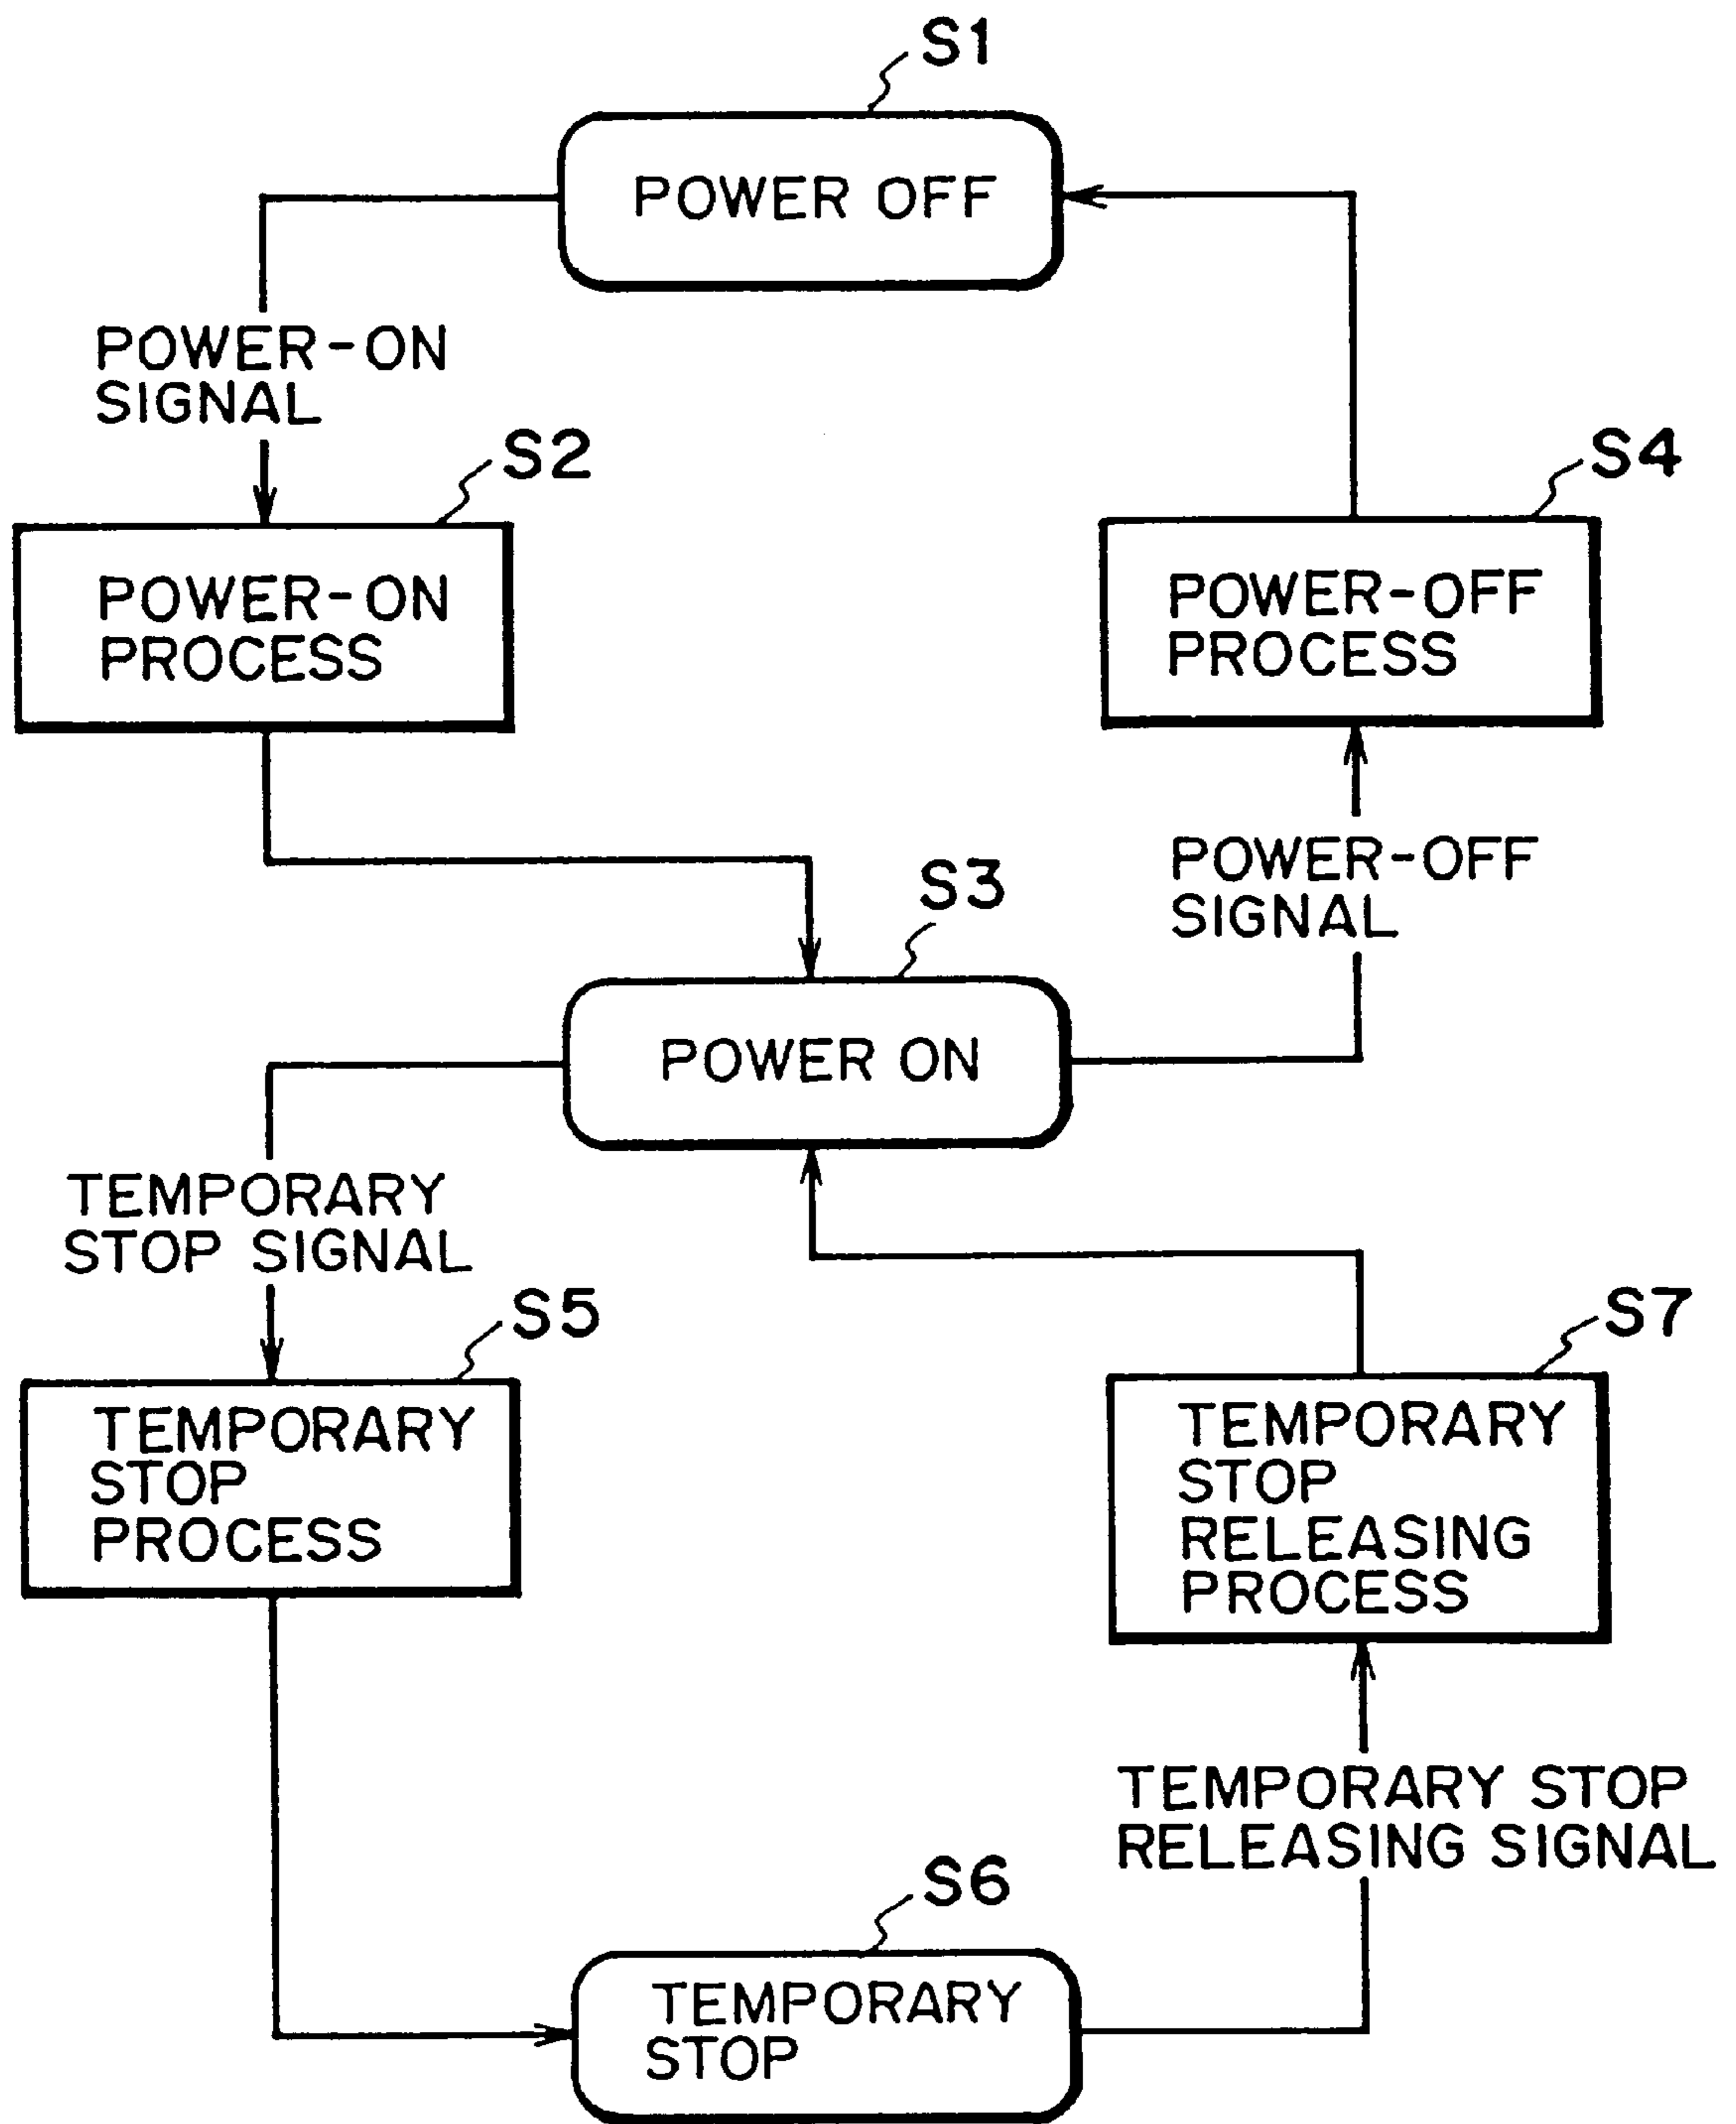 S1
POWER OFF
POWER-ON
SIGNAL
S2
POWER-ON
PROCESS
S4
POWER-OFF
PROCESS
POWER-OFF
SIGNAL
S3
POWER ON
TEMPORARY
STOP SIGNAL
S5
TEMPORARY
STOP
PROCESS
S7
TEMPORARY
STOP
RELEASING
PROCESS
TEMPORARY STOP
RELEASING SIGNAL
S6
TEMPORARY
STOP